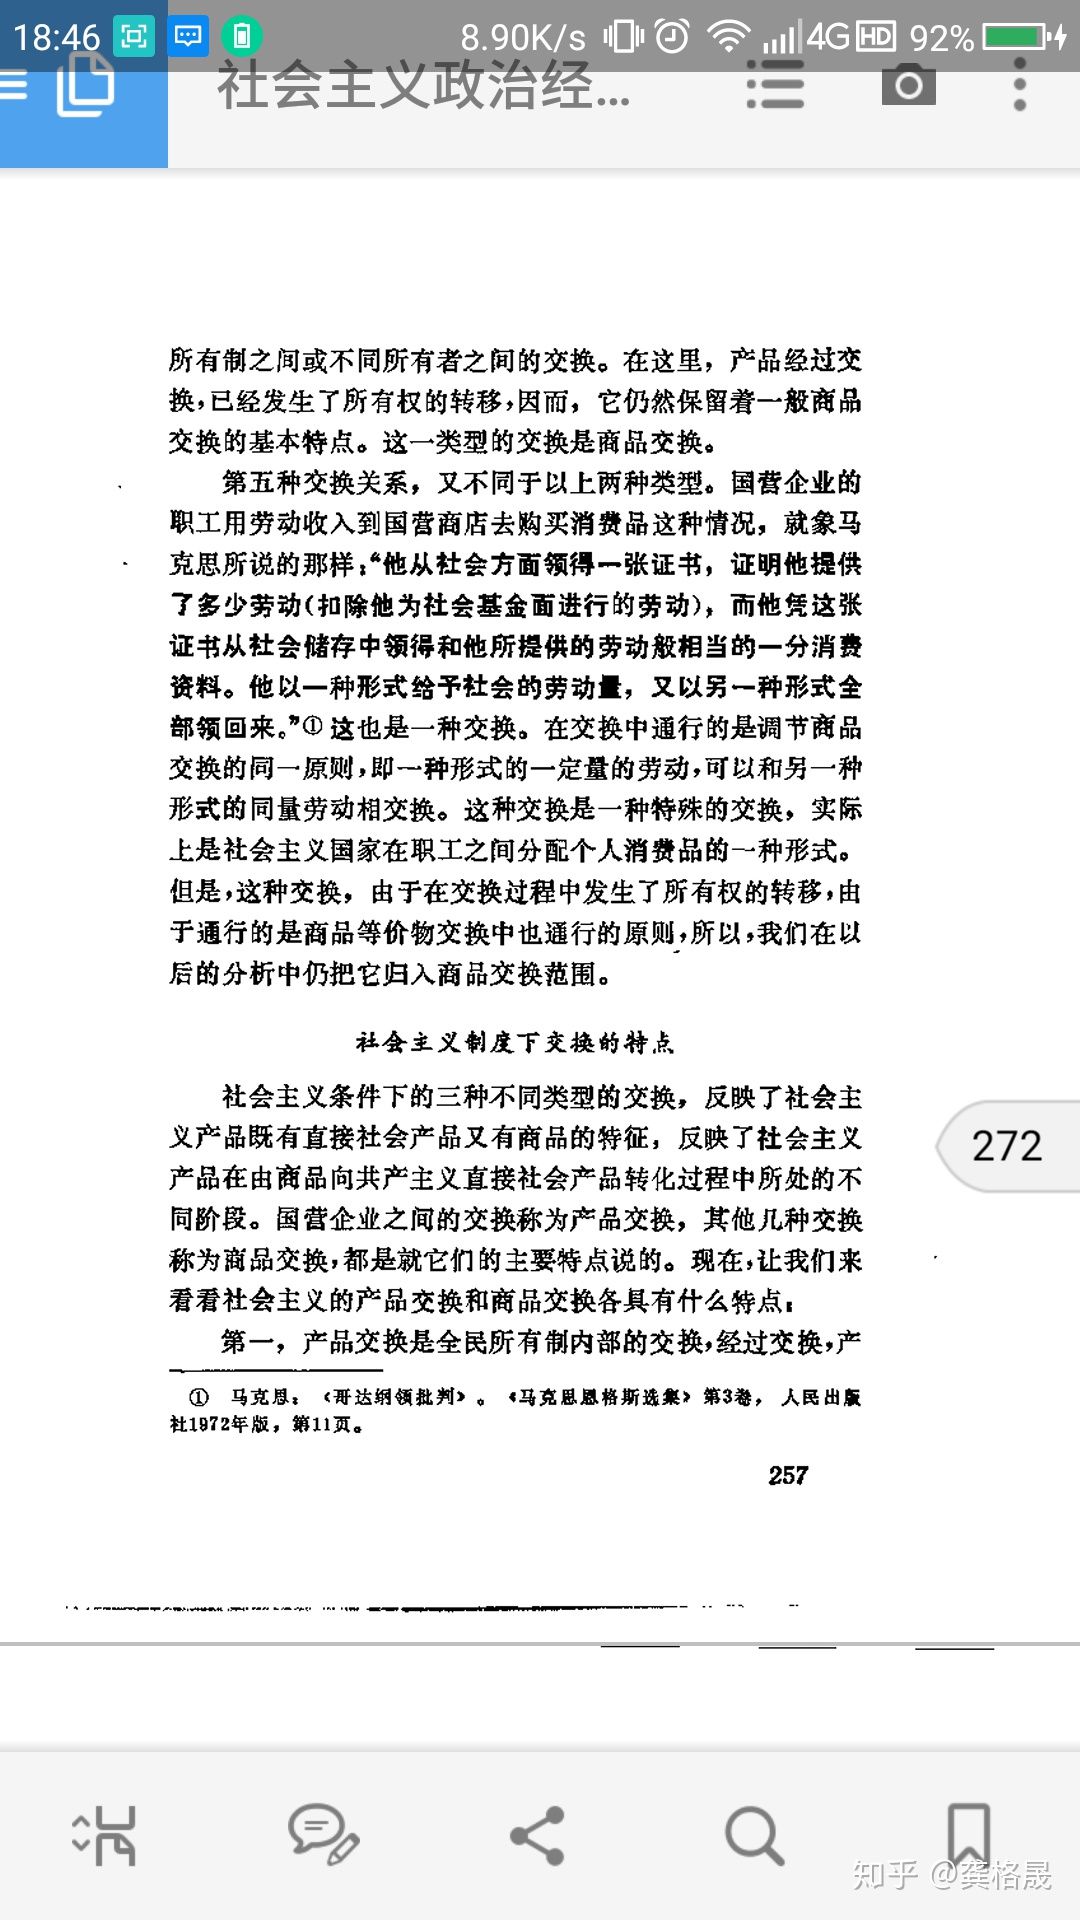 18:46 8.90K/s 4G HD 92%
社会主义政治经...
所有制之间或不同所有者之间的交换。在这里，产品经过交
换，已经发生了所有权的转移，因而，它仍然保留着一般商品
交换的基本特点。这一类型的交换是商品交换。
第五种交换关系，又不同于以上两种类型。国营企业的
职工用劳动收入到国营商店去购买消费品这种情况，就象马
克思所说的那样：“他从社会方面领得一张证书，证明他提供
了多少劳动（扣除他为社会基金而进行的劳动），而他凭这张
证书从社会储存中领得和他所提供的劳动般相当的一分消费
资料。他以一种形式给予社会的劳动量，又以另一种形式全
部领回来。”①这也是一种交换。在交换中通行的是调节商品
交换的同一原则，即一种形式的一定量的劳动，可以和另一种
形式的同量劳动相交换。这种交换是一种特殊的交换，实际
上是社会主义国家在职工之间分配个人消费品的一种形式。
但是，这种交换，由于在交换过程中发生了所有权的转移，由
于通行的是商品等价物交换中也通行的原则，所以，我们在以
后的分析中仍把它归入商品交换范围。
社会主义制度下交换的特点
社会主义条件下的三种不同类型的交换，反映了社会主
义产品既有直接社会产品又有商品的特征，反映了社会主义
产品在由商品向共产主义直接社会产品转化过程中所处的不
同阶段。国营企业之间的交换称为产品交换，其他几种交换
称为商品交换，都是就它们的主要特点说的。现在，让我们来
看看社会主义的产品交换和商品交换各具有什么特点：
第一，产品交换是全民所有制内部的交换，经过交换，产
272
① 马克思：《哥达纲领批判》。《马克思恩格斯选集》第3卷，人民出版
社1972年版，第11页。
257
知乎 @龚格晟